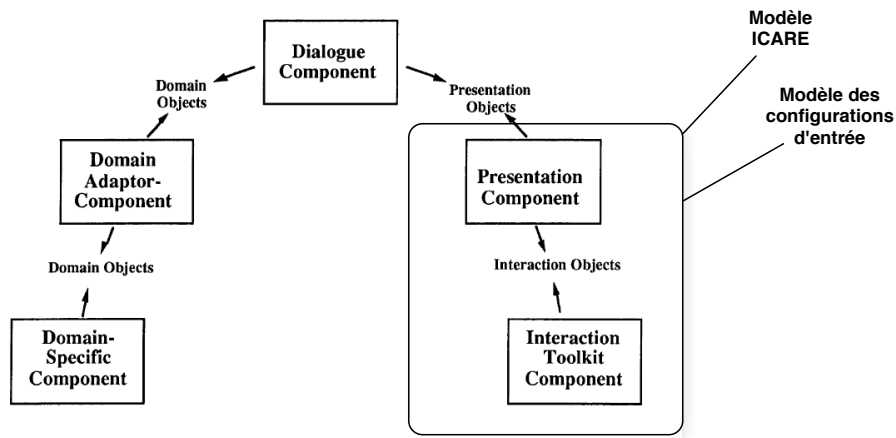 Modèle
ICARE
Dialogue
Component
Domain
Objects
Presentation
Objects
Modèle des
configurations
d'entrée
Domain
Adaptor-
Component
Presentation
Component
Domain Objects
Interaction Objects
Domain-
Specific
Component
Interaction
Toolkit
Component